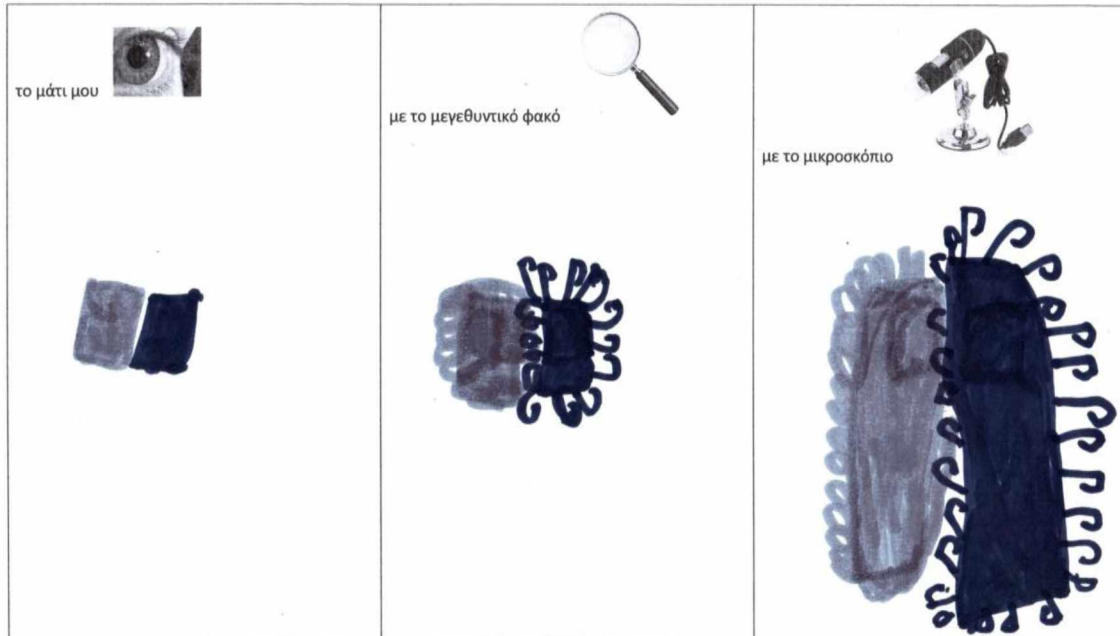 το μάτι μου
με το μεγεθυντικό φακό
με το μικροσκόπιο